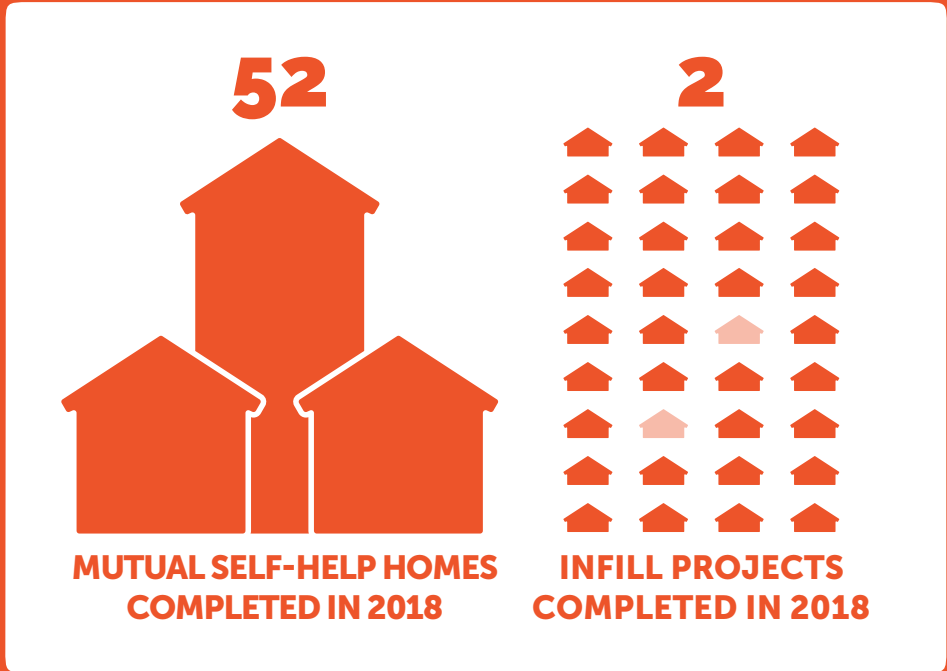 52
MUTUAL SELF-HELP HOMES
COMPLETED IN 2018
2
INFILL PROJECTS
COMPLETED IN 2018